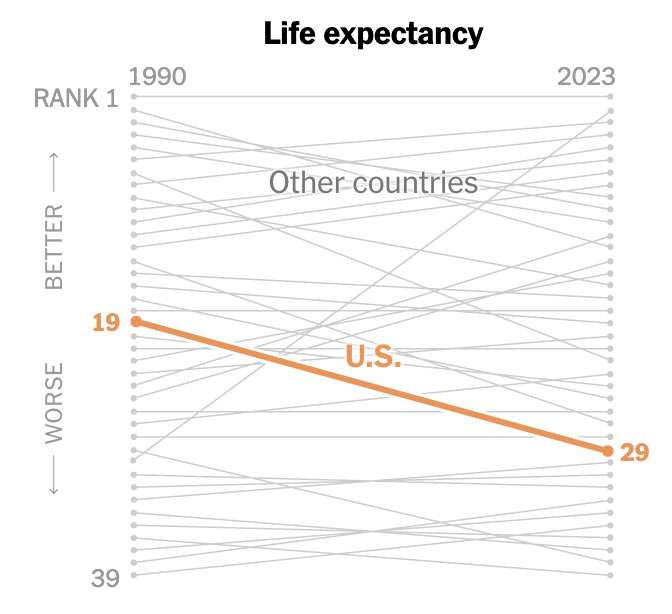 Life expectancy
1990
2023
RANK 1
Other countries
BETTER
19
U.S.
WORSE
29
39